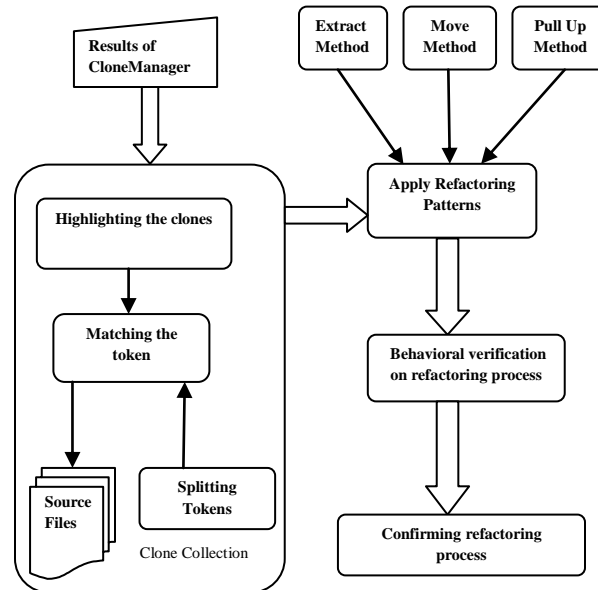 Results of
CloneManager
Extract
Method
Move
Method
Pull Up
Method
Highlighting the clones
Apply Refactoring
Patterns
Matching the
token
Behavioral verification
on refactoring process
Source
Files
Splitting
Tokens
Clone Collection
Confirming refactoring
process